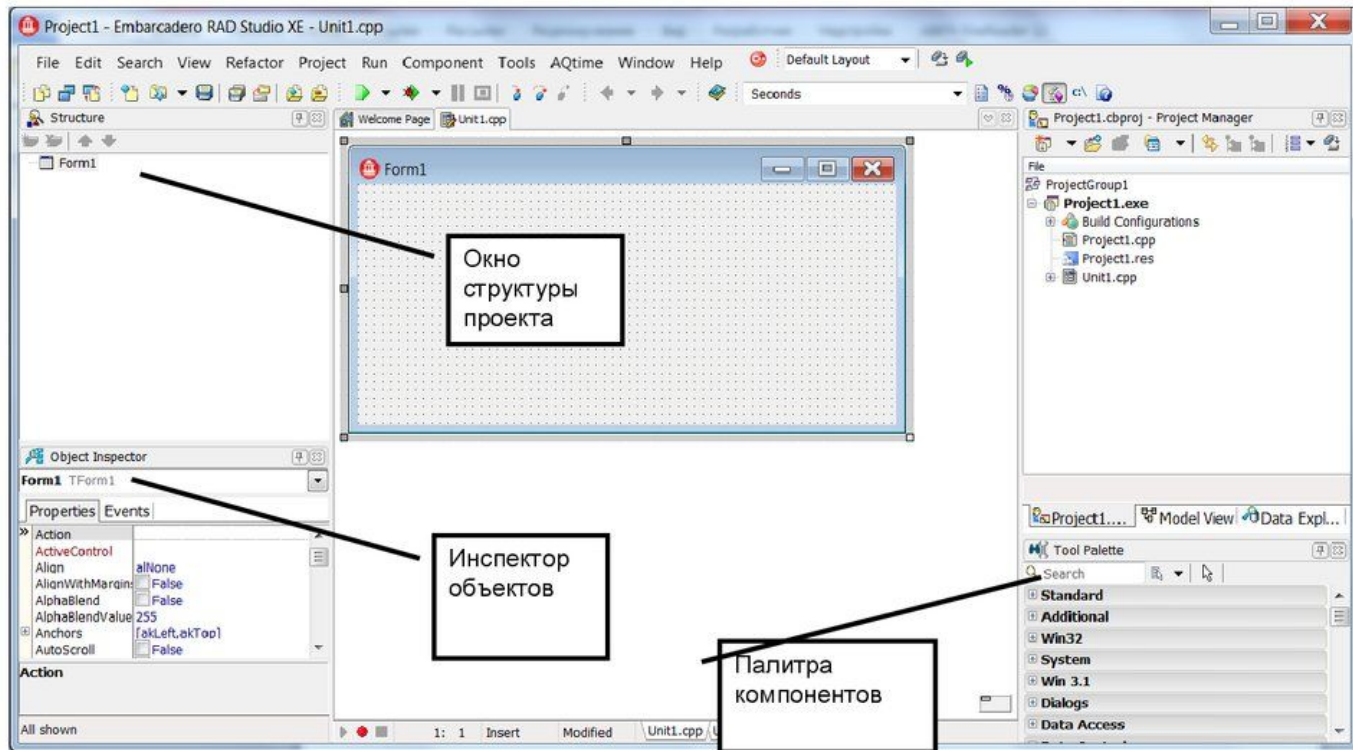 Project1 - Embarcadero RAD Studio XE - Unit1.cpp
File Edit Search View Refactor Project Run Component Tools AQtime Window Help Default Layout
Seconds
Structure
Form1
Welcome Page Unit1.cpp
Form1
Окно
структуры
проекта
Project1.cbproj - Project Manager
File
ProjectGroup1
Project1.exe
Build Configurations
Project1.cpp
Project1.res
Unit1.cpp
Object Inspector
Form1 TForm1
Properties Events
Action
ActiveControl
Align alNone
AlignWithMargins False
AlphaBlend False
AlphaBlendValue 255
Anchors [akLeft,akTop]
AutoScroll False
Action
All shown
Инспектор
объектов
Палитра
компонентов
Project1.... Model View Data Expl...
Tool Palette
Search
Standard
Additional
Win32
System
Win 3.1
Dialogs
Data Access
1: 1 Insert Modified Unit1.cpp